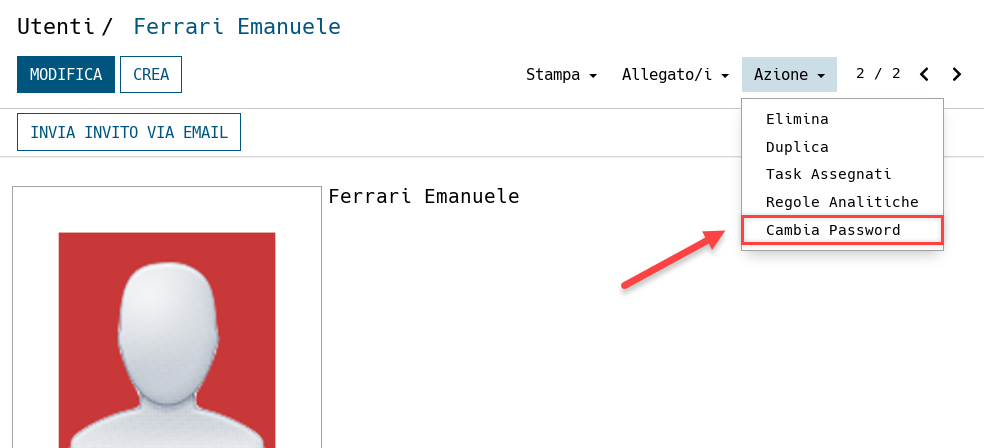 Utenti / Ferrari Emanuele
MODIFICA CREA Stampa Allegato/i Azione 2 / 2
INVIA INVITO VIA EMAIL
Elimina
Duplica
Task Assegnati
Regole Analitiche
Cambia Password
Ferrari Emanuele